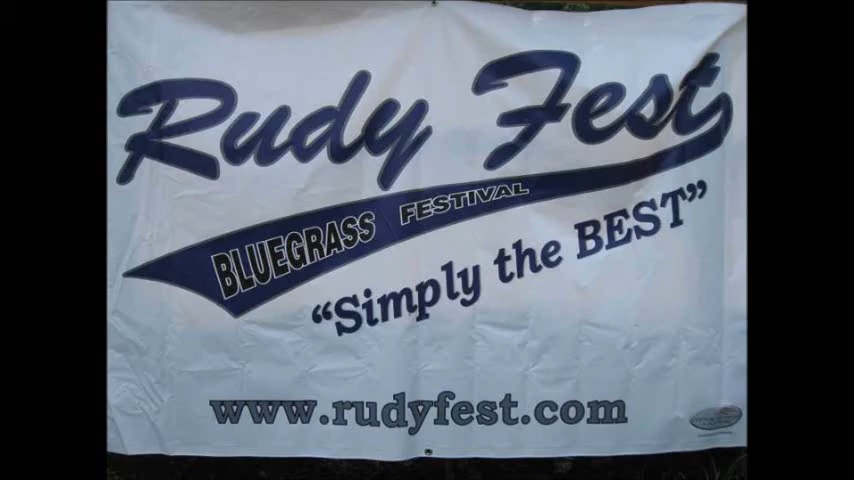 Rudy Fest
BLUEGRASS FESTIVAL
“Simply the BEST”
www.rudyfest.com